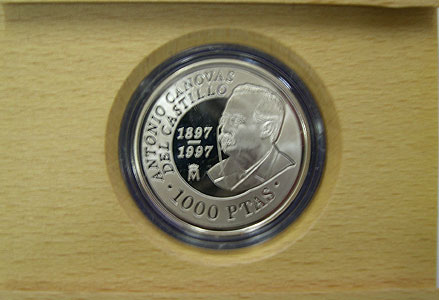 ANTONIO CANOVAS
DEL CASTILLO
1897
1997
M
1000 PTAS